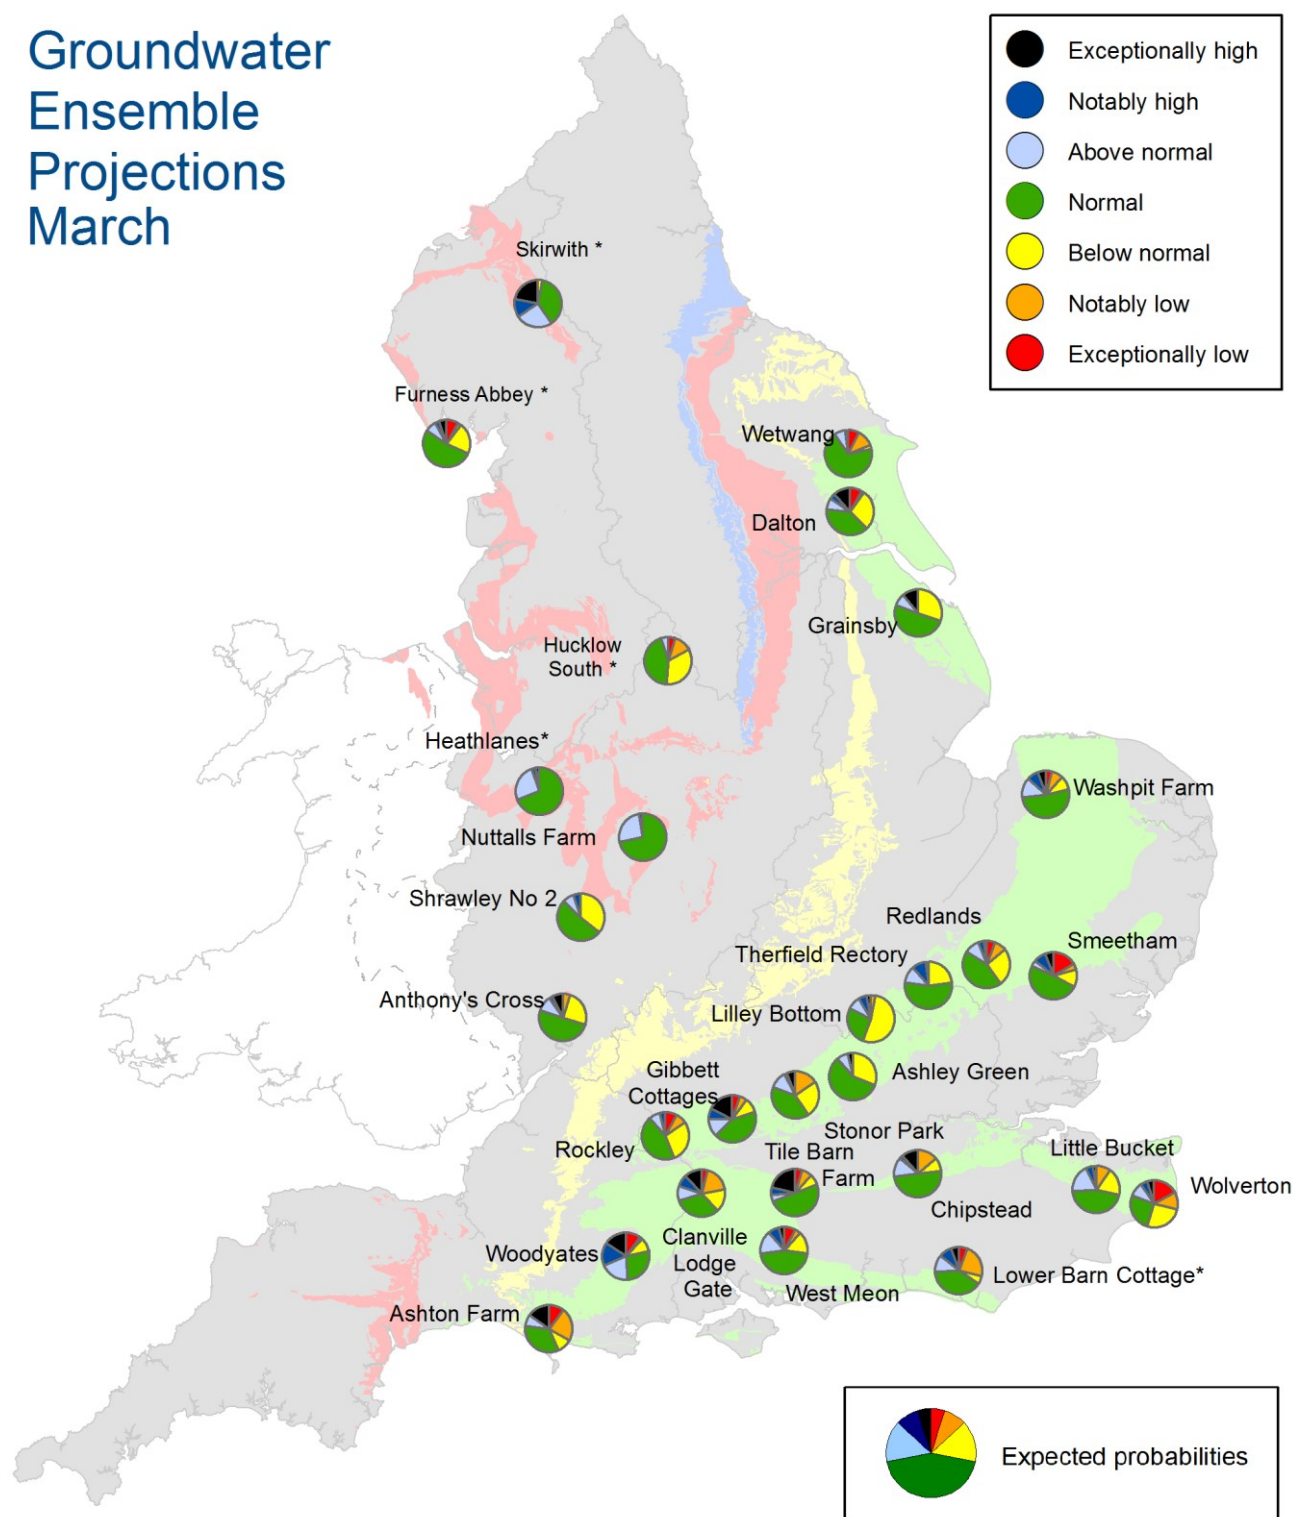 Groundwater
Ensemble
Projections
March
Exceptionally high
Notably high
Above normal
Normal
Below normal
Notably low
Exceptionally low
Skirwith *
Furness Abbey *
Wetwang
Dalton
Grainsby
Hucklow
South *
Heathlanes*
Washpit Farm
Nuttalls Farm
Shrawley No 2
Redlands
Smeetham
Therfield Rectory
Anthony's Cross
Lilley Bottom
Gibbett
Cottages
Ashley Green
Rockley
Stonor Park
Tile Barn
Farm
Little Bucket
Wolverton
Chipstead
Woodyates
Clanville
Lodge
Gate
West Meon
Lower Barn Cottage*
Ashton Farm
Expected probabilities